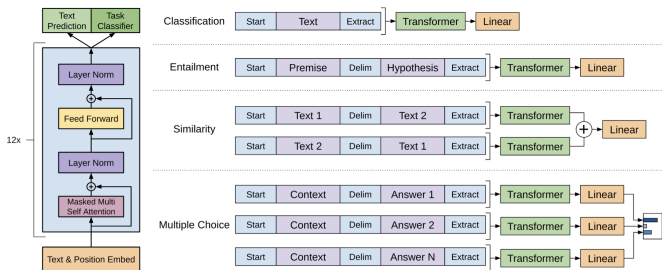 Text
Prediction
Task
Classifier
Layer Norm
Feed Forward
12x
Layer Norm
Masked Multi
Self Attention
Text & Position Embed
Classification
Start Text Extract Transformer Linear
Entailment
Start Premise Delim Hypothesis Extract Transformer Linear
Similarity
Start Text 1 Delim Text 2 Extract Transformer
Linear
Start Text 2 Delim Text 1 Extract Transformer
Multiple Choice
Start Context Delim Answer 1 Extract Transformer Linear
Start Context Delim Answer 2 Extract Transformer Linear
Start Context Delim Answer N Extract Transformer Linear